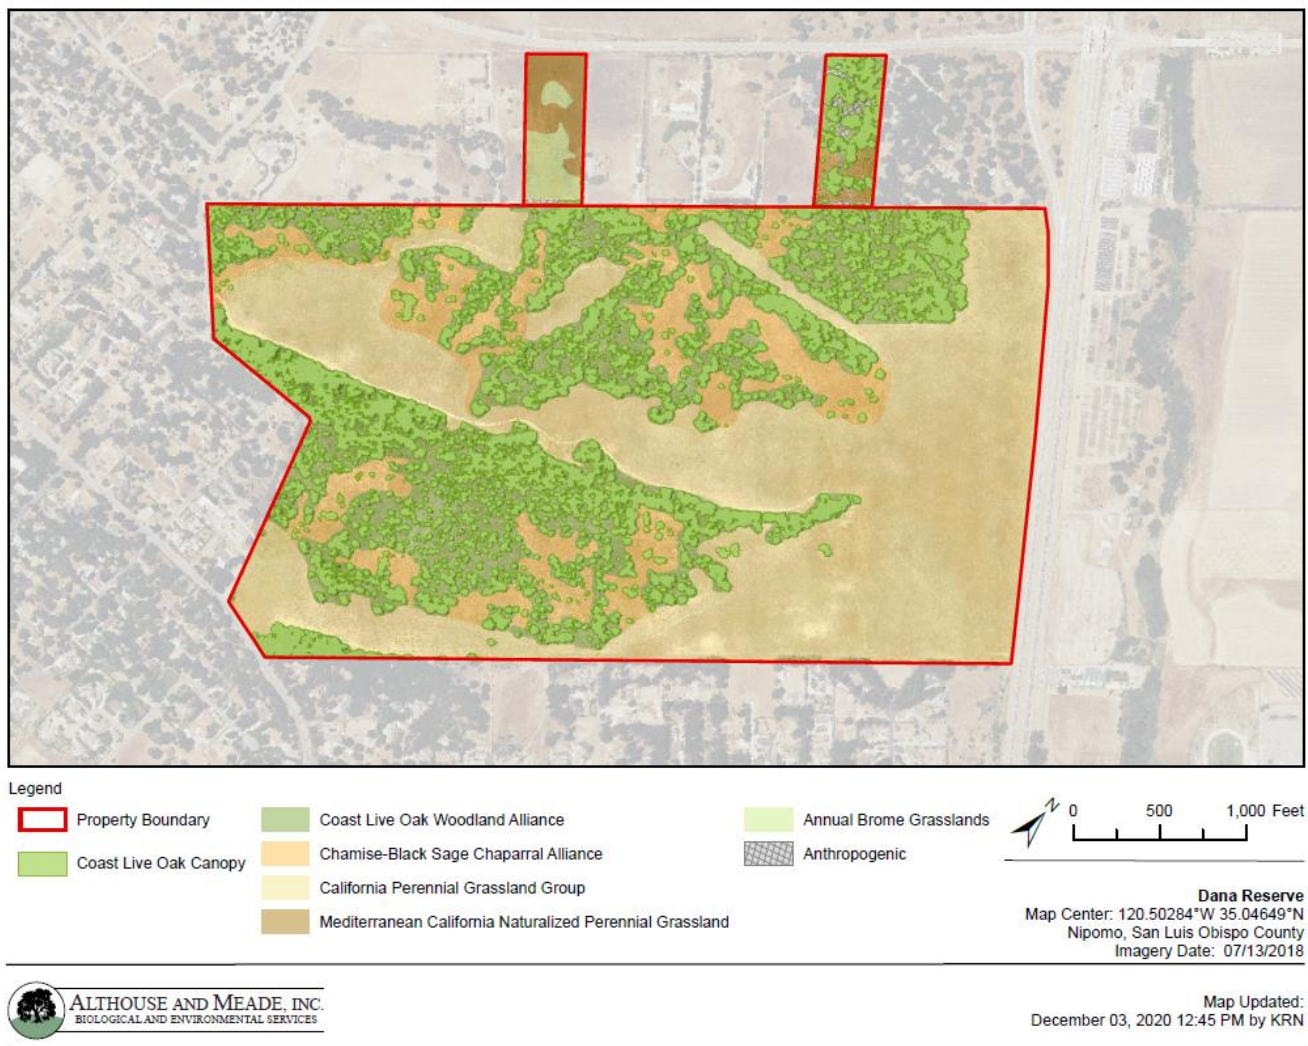 Legend
Property Boundary
Coast Live Oak Canopy
Coast Live Oak Woodland Alliance
Chamise-Black Sage Chaparral Alliance
California Perennial Grassland Group
Mediterranean California Naturalized Perennial Grassland
Annual Brome Grasslands
Anthropogenic
N
0 500 1,000 Feet
Dana Reserve
Map Center: 120.50284°W 35.04649°N
Nipomo, San Luis Obispo County
Imagery Date: 07/13/2018
ALTHOUSE AND MEADE, INC.
BIOLOGICAL AND ENVIRONMENTAL SERVICES
Map Updated:
December 03, 2020 12:45 PM by KRN